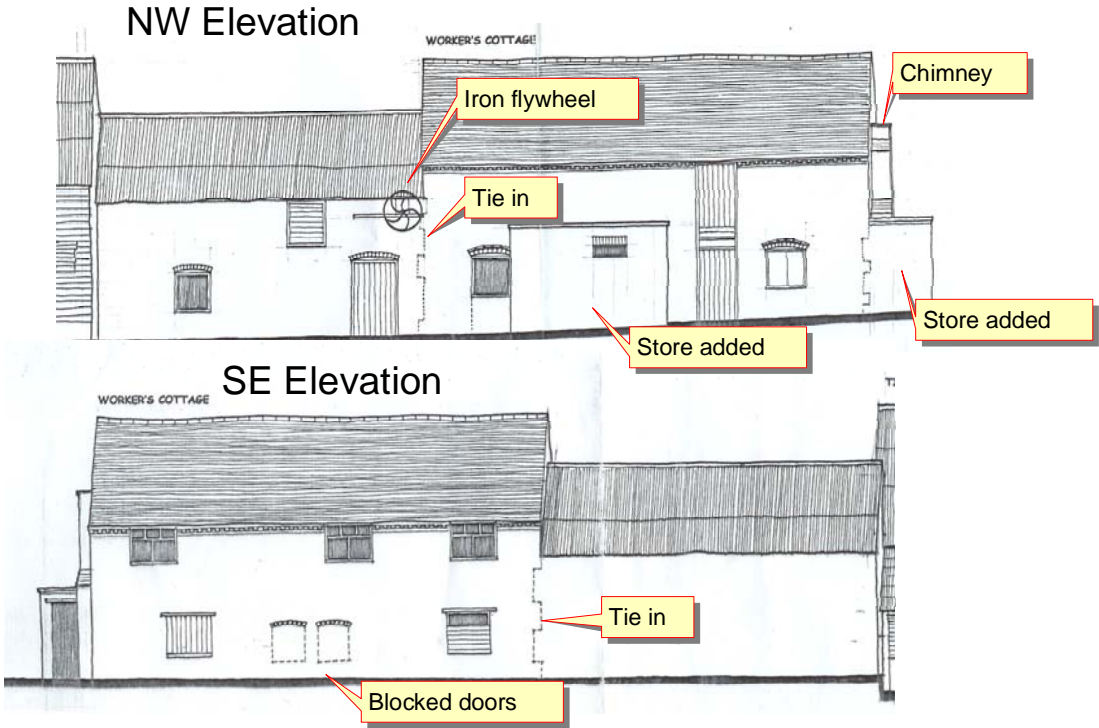 NW Elevation
WORKER'S COTTAGE
Chimney
Iron flywheel
Tie in
Store added
Store added
SE Elevation
WORKER'S COTTAGE
Tie in
Blocked doors